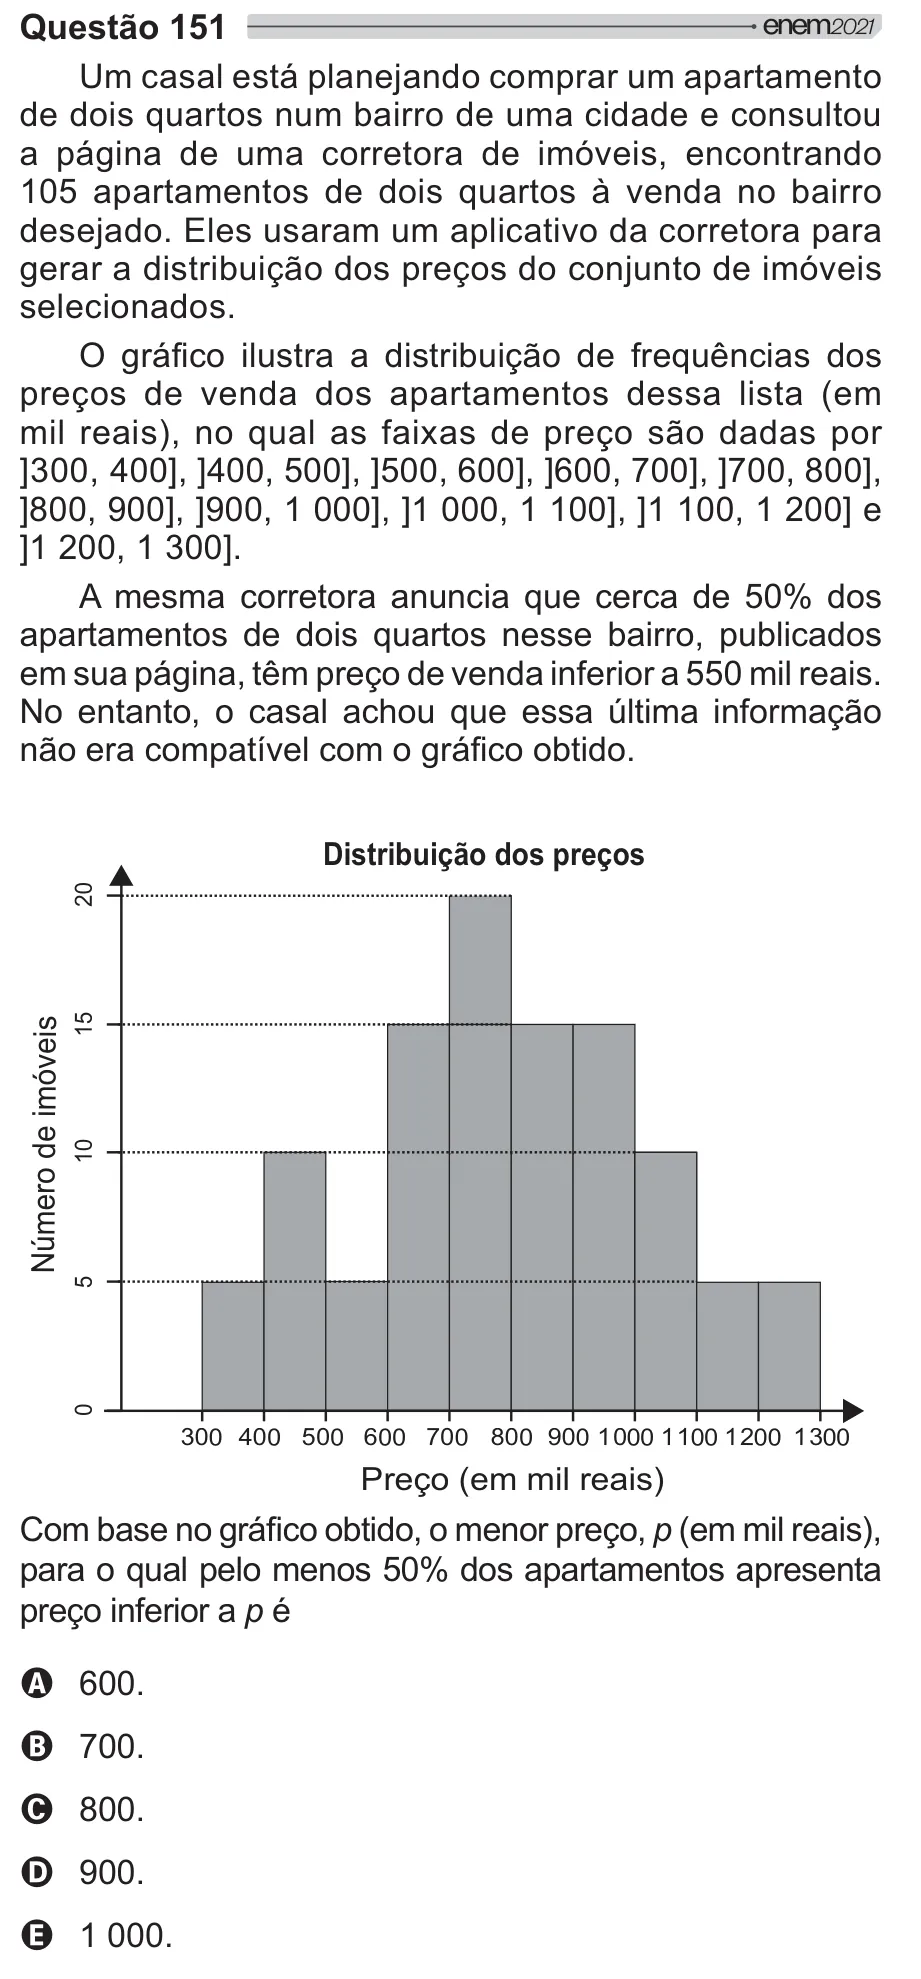 Questão 151 enem2021
Um casal está planejando comprar um apartamento
de dois quartos num bairro de uma cidade e consultou
a página de uma corretora de imóveis, encontrando
105 apartamentos de dois quartos à venda no bairro
desejado. Eles usaram um aplicativo da corretora para
gerar a distribuição dos preços do conjunto de imóveis
selecionados.
O gráfico ilustra a distribuição de frequências dos
preços de venda dos apartamentos dessa lista (em
mil reais), no qual as faixas de preço são dadas por
]300, 400], ]400, 500], ]500, 600], ]600, 700], ]700, 800],
]800, 900], ]900, 1 000], ]1 000, 1 100], ]1 100, 1 200] e
]1 200, 1 300].
A mesma corretora anuncia que cerca de 50% dos
apartamentos de dois quartos nesse bairro, publicados
em sua página, têm preço de venda inferior a 550 mil reais.
No entanto, o casal achou que essa última informação
não era compatível com o gráfico obtido.
Distribuição dos preços
Número de imóveis
20
15
10
5
0
300 400 500 600 700 800 900 1000 1100 1200 1300
Preço (em mil reais)
Com base no gráfico obtido, o menor preço, p (em mil reais),
para o qual pelo menos 50% dos apartamentos apresenta
preço inferior a p é
A 600.
B 700.
C 800.
D 900.
E 1 000.